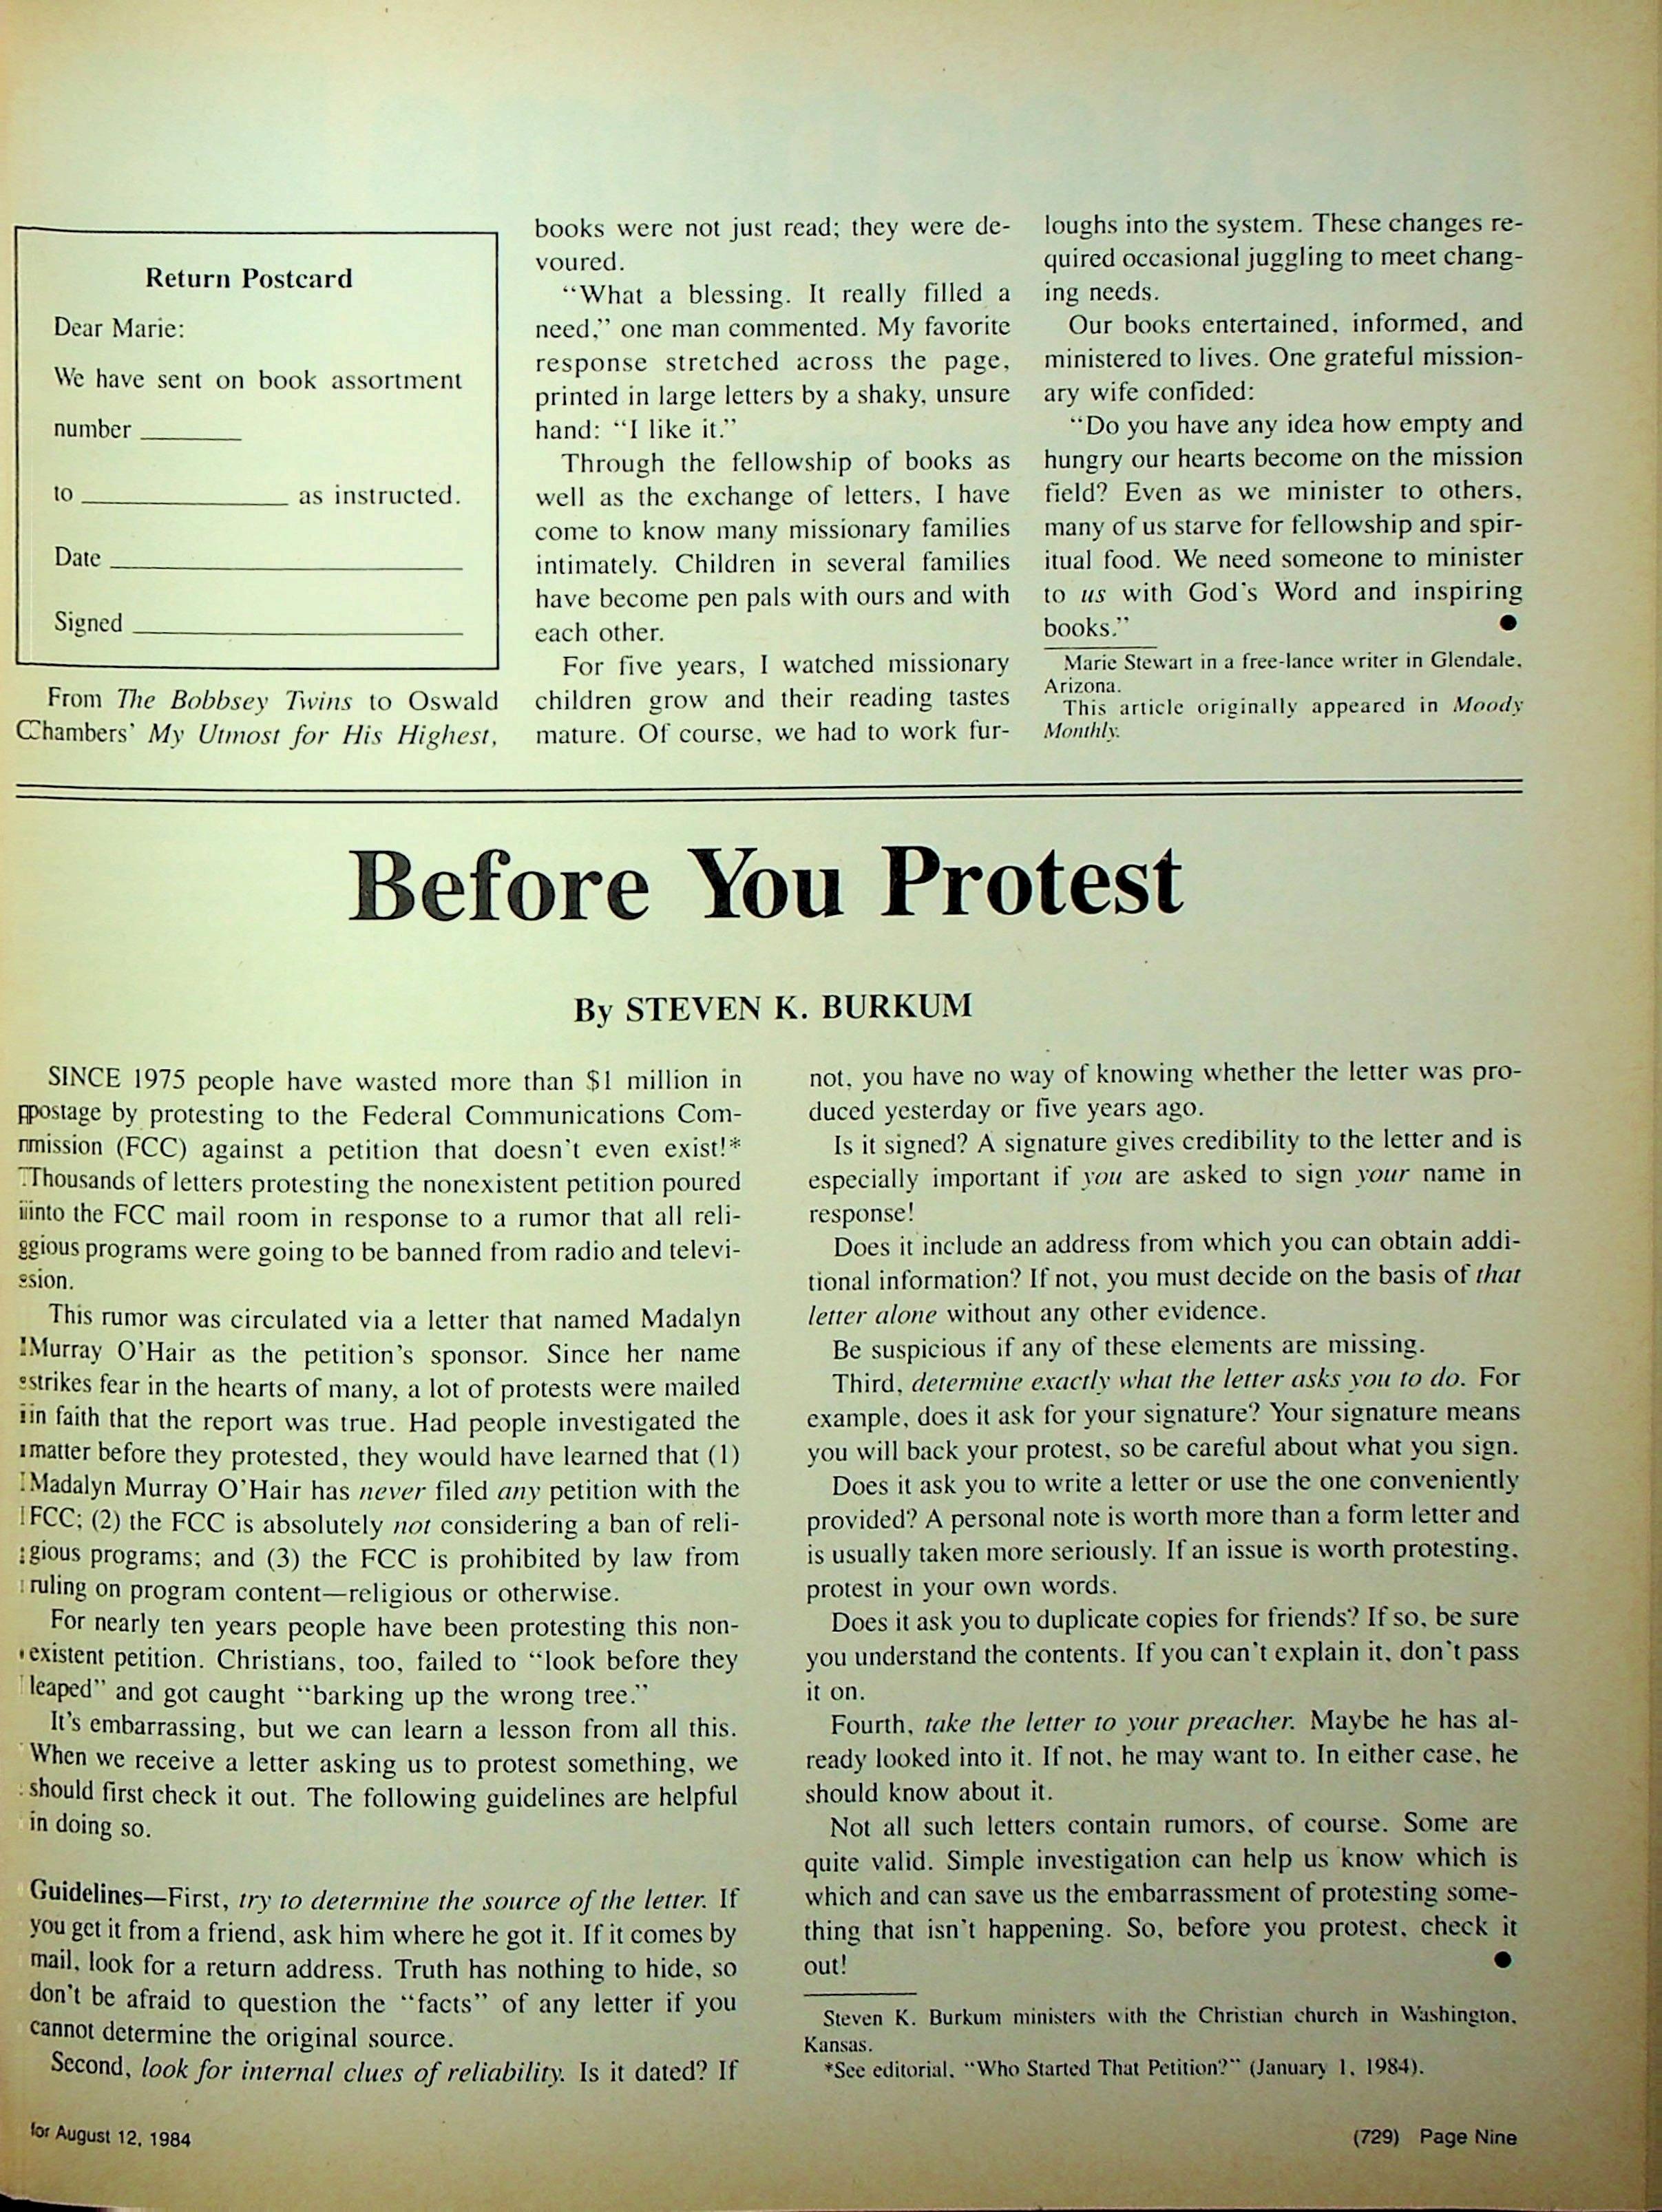 Return Postcard
Dear Marie:
We have sent on book assortment
number
to as instructed.
Date
Signed
From The Bobbsey Twins to Oswald
Chambers' My Utmost for His Highest,
books were not just read; they were de-
voured.
"What a blessing. It really filled a
need," one man commented. My favorite
response stretched across the page,
printed in large letters by a shaky, unsure
hand: "I like it."
Through the fellowship of books as
well as the exchange of letters, I have
come to know many missionary families
intimately. Children in several families
have become pen pals with ours and with
each other.
For five years, I watched missionary
children grow and their reading tastes
mature. Of course, we had to work fur-
loughs into the system. These changes re-
quired occasional juggling to meet chang-
ing needs.
Our books entertained, informed, and
ministered to lives. One grateful mission-
ary wife confided:
"Do you have any idea how empty and
hungry our hearts become on the mission
field? Even as we minister to others,
many of us starve for fellowship and spir-
itual food. We need someone to minister
to us with God's Word and inspiring
books." ●
Marie Stewart in a free-lance writer in Glendale,
Arizona.
This article originally appeared in Moody
Monthly.
Before You Protest
By STEVEN K. BURKUM
SINCE 1975 people have wasted more than $1 million in
postage by protesting to the Federal Communications Com-
mission (FCC) against a petition that doesn't even exist!*
Thousands of letters protesting the nonexistent petition poured
into the FCC mail room in response to a rumor that all reli-
gious programs were going to be banned from radio and televi-
sion.
This rumor was circulated via a letter that named Madalyn
Murray O'Hair as the petition's sponsor. Since her name
strikes fear in the hearts of many, a lot of protests were mailed
in faith that the report was true. Had people investigated the
matter before they protested, they would have learned that (1)
Madalyn Murray O'Hair has never filed any petition with the
FCC; (2) the FCC is absolutely not considering a ban of reli-
gious programs; and (3) the FCC is prohibited by law from
ruling on program content—religious or otherwise.
For nearly ten years people have been protesting this non-
existent petition. Christians, too, failed to "look before they
leaped" and got caught "barking up the wrong tree."
It's embarrassing, but we can learn a lesson from all this.
When we receive a letter asking us to protest something, we
should first check it out. The following guidelines are helpful
in doing so.
Guidelines—First, try to determine the source of the letter. If
you get it from a friend, ask him where he got it. If it comes by
mail, look for a return address. Truth has nothing to hide, so
don't be afraid to question the "facts" of any letter if you
cannot determine the original source.
Second, look for internal clues of reliability. Is it dated? If
not, you have no way of knowing whether the letter was pro-
duced yesterday or five years ago.
Is it signed? A signature gives credibility to the letter and is
especially important if you are asked to sign your name in
response!
Does it include an address from which you can obtain addi-
tional information? If not, you must decide on the basis of that
letter alone without any other evidence.
Be suspicious if any of these elements are missing.
Third, determine exactly what the letter asks you to do. For
example, does it ask for your signature? Your signature means
you will back your protest, so be careful about what you sign.
Does it ask you to write a letter or use the one conveniently
provided? A personal note is worth more than a form letter and
is usually taken more seriously. If an issue is worth protesting,
protest in your own words.
Does it ask you to duplicate copies for friends? If so, be sure
you understand the contents. If you can't explain it, don't pass
it on.
Fourth, take the letter to your preacher. Maybe he has al-
ready looked into it. If not, he may want to. In either case, he
should know about it.
Not all such letters contain rumors, of course. Some are
quite valid. Simple investigation can help us know which is
which and can save us the embarrassment of protesting some-
thing that isn't happening. So, before you protest, check it
out! ●
Steven K. Burkum ministers with the Christian church in Washington,
Kansas.
*See editorial, "Who Started That Petition?" (January 1, 1984).
for August 12, 1984
(729) Page Nine